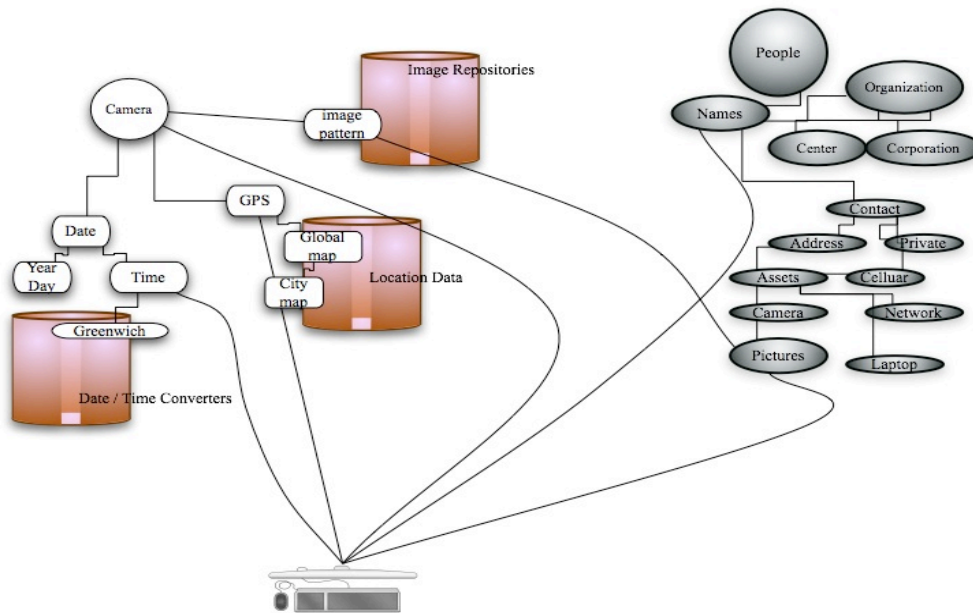 Camera
image
pattern
Image Repositories
GPS
Global
map
City
map
Location Data
Date
Year
Day
Time
Greenwich
Date / Time Converters
People
Names
Organization
Center
Corporation
Contact
Address
Private
Assets
Celluar
Camera
Network
Pictures
Laptop